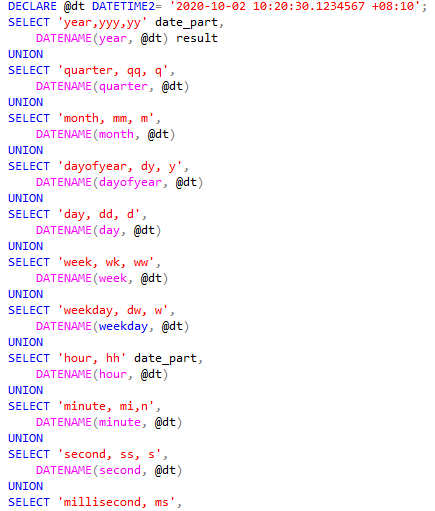 DECLARE @dt DATETIME2= '2020-10-02 10:20:30.1234567 +08:10';
SELECT 'year,yyy,yy' date_part,
DATENAME(year, @dt) result
UNION
SELECT 'quarter, qq, q',
DATENAME(quarter, @dt)
UNION
SELECT 'month, mm, m',
DATENAME(month, @dt)
UNION
SELECT 'dayofyear, dy, y',
DATENAME(dayofyear, @dt)
UNION
SELECT 'day, dd, d',
DATENAME(day, @dt)
UNION
SELECT 'week, wk, ww',
DATENAME(week, @dt)
UNION
SELECT 'weekday, dw, w',
DATENAME(weekday, @dt)
UNION
SELECT 'hour, hh' date_part,
DATENAME(hour, @dt)
UNION
SELECT 'minute, mi,n',
DATENAME(minute, @dt)
UNION
SELECT 'second, ss, s',
DATENAME(second, @dt)
UNION
SELECT 'millisecond, ms',